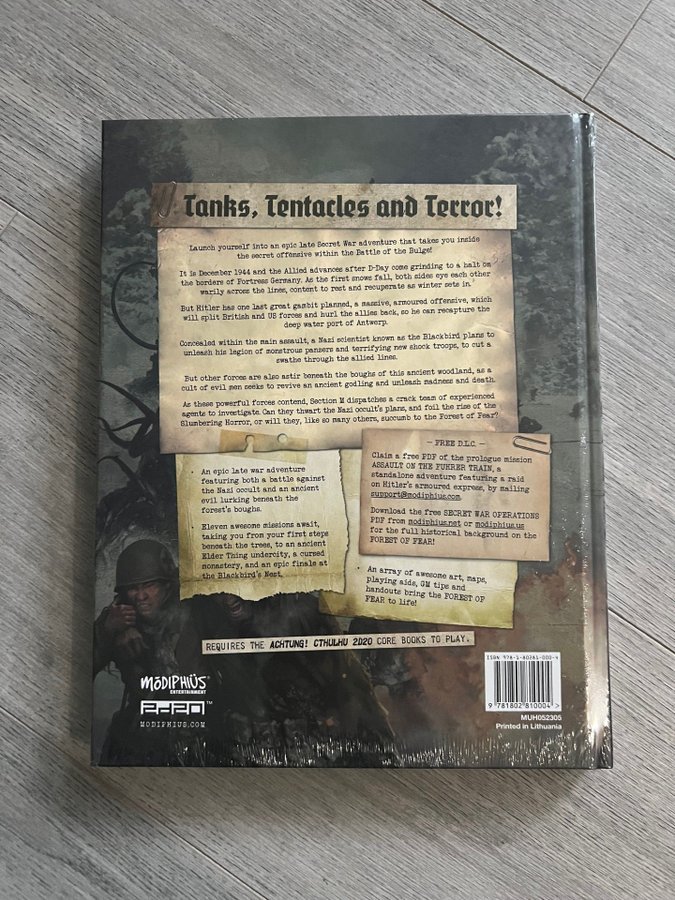 Tanks, Tentacles and Terror!
Launch yourself into an epic late Secret War adventure that takes you inside
the secret offensive within the Battle of the Bulge!
It is December 1944 and the Allied advances after D-Day come grinding to a halt on
the borders of Fortress Germany. As the first snows fall, both sides eye each other
warily across the lines, content to rest and recuperate as winter sets in.
But Hitler has one last great gambit planned, a massive, armoured offensive, which
will split British and US forces and hurl the allies back, so he can recapture the
deep water port of Antwerp.
Concealed within the main assault, a Nazi scientist known as the Blackbird plans to
unleash his legion of monstrous panzers and terrifying new shock troops, to cut a
swathe through the allied lines.
But other forces are also astir beneath the boughs of this ancient woodland, as a
cult of evil men seeks to revive an ancient godling and unleash madness and death.
As these powerful forces contend, Section M dispatches a crack team of experienced
agents to investigate. Can they thwart the Nazi occult's plans, and foil the rise of the
Slumbering Horror, or will they, like so many others, succumb to the Forest of Fear?
• An epic late war adventure
featuring both a battle against
the Nazi occult and an ancient
evil lurking beneath the
forest's boughs.
• Eleven awesome missions await,
taking you from your first steps
beneath the trees, to an ancient
Elder Thing undercity, a cursed
monastery, and an epic finale at
the Blackbird's Nest.
— FREE D.L.C. —
Claim a free PDF of the prologue mission
ASSAULT ON THE FUHRER TRAIN, a
standalone adventure featuring a raid
on Hitler's armoured express, by mailing
support@modiphius.com.
Download the free SECRET WAR OPERATIONS
PDF from modiphius.net or modiphius.us
for the full historical background on the
FOREST OF FEAR!
• An array of awesome art, maps,
playing aids, GM tips and
handouts bring the FOREST OF
FEAR to life!
REQUIRES THE ACHTUNG! CTHULHU 2D20 CORE BOOKS TO PLAY.
MŌDIPHIÜS®
ENTERTAINMENT
2d20™
MODIPHIUS.COM
ISBN 978-1-80281-000-4
9 781802 810004 >
MUH052305
Printed in Lithuania